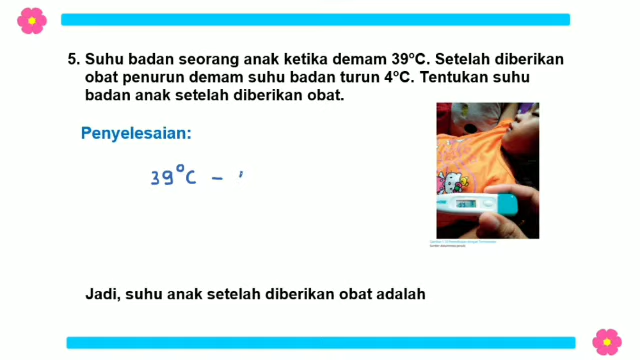 5. Suhu badan seorang anak ketika demam 39°C. Setelah diberikan
obat penurun demam suhu badan turun 4°C. Tentukan suhu
badan anak setelah diberikan obat.
Penyelesaian:
39°C –
Jadi, suhu anak setelah diberikan obat adalah